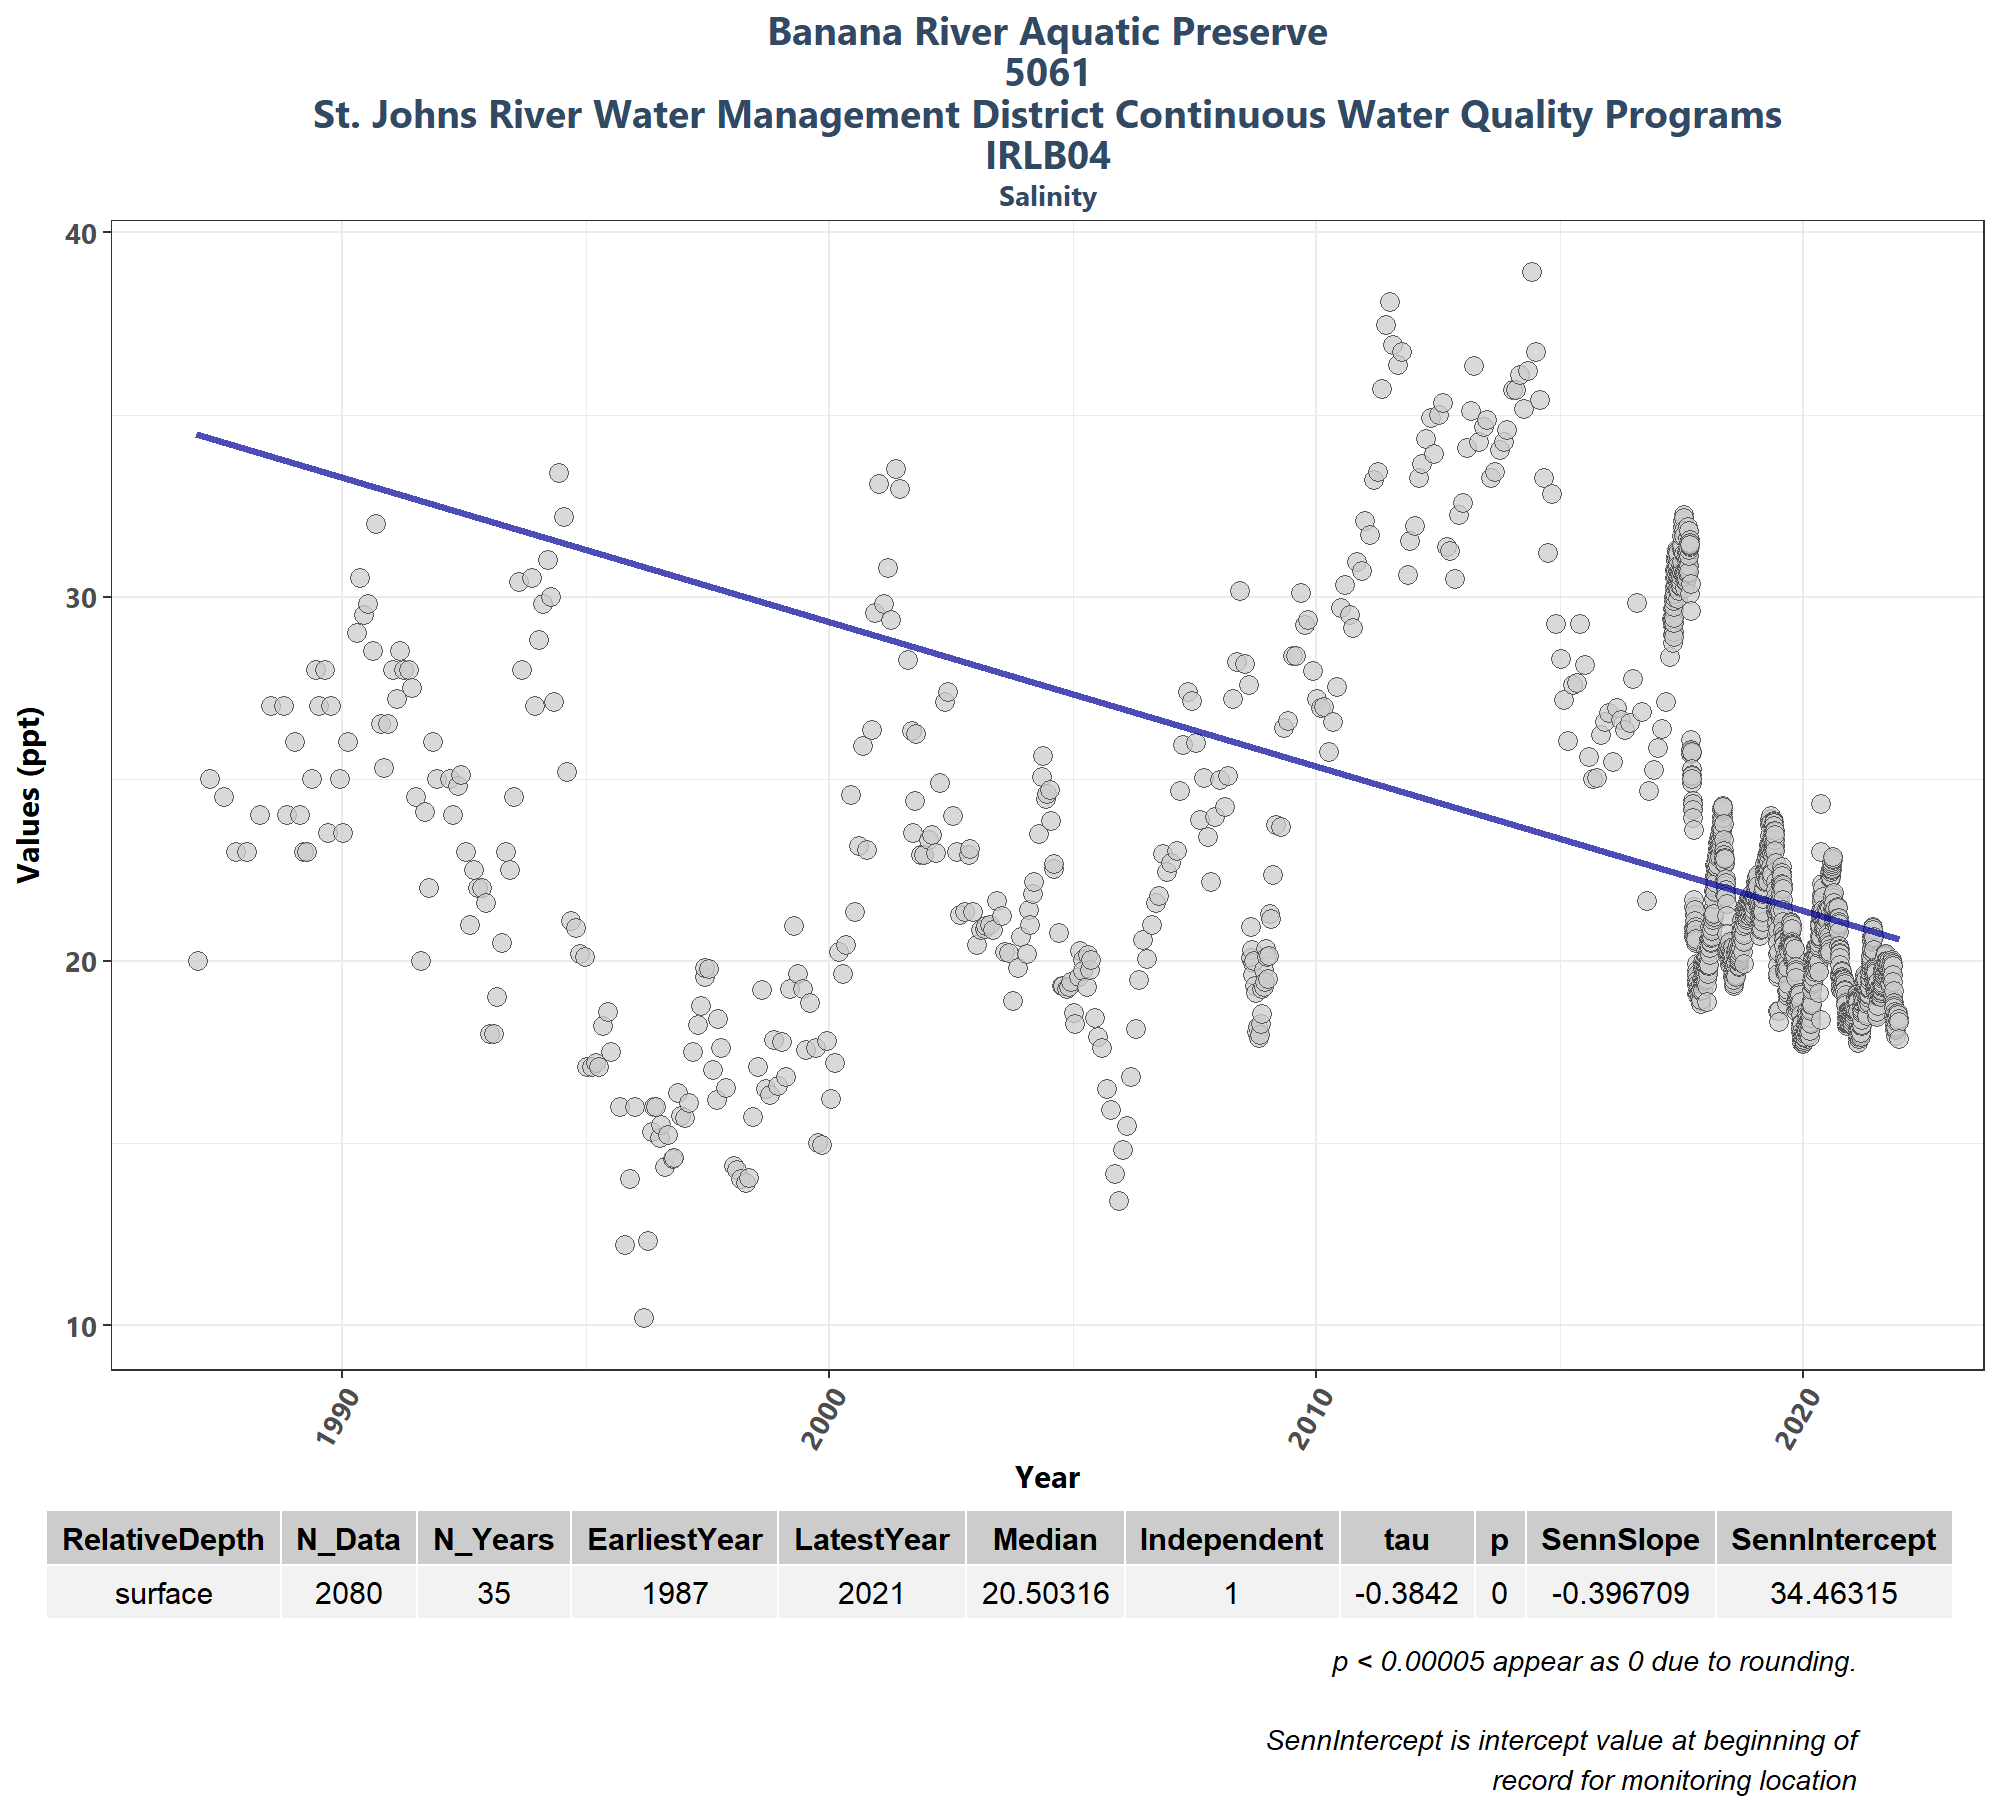 Banana River Aquatic Preserve
5061
St. Johns River Water Management District Continuous Water Quality Programs
IRLB04
Salinity
40
30
20
10
Values (ppt)
1990 2000 2010 2020
Year
RelativeDepth N_Data N_Years EarliestYear LatestYear Median Independent tau p SennSlope SennIntercept
surface 2080 35 1987 2021 20.50316 1 -0.3842 0 -0.396709 34.46315
p < 0.00005 appear as 0 due to rounding.
SennIntercept is intercept value at beginning of
record for monitoring location